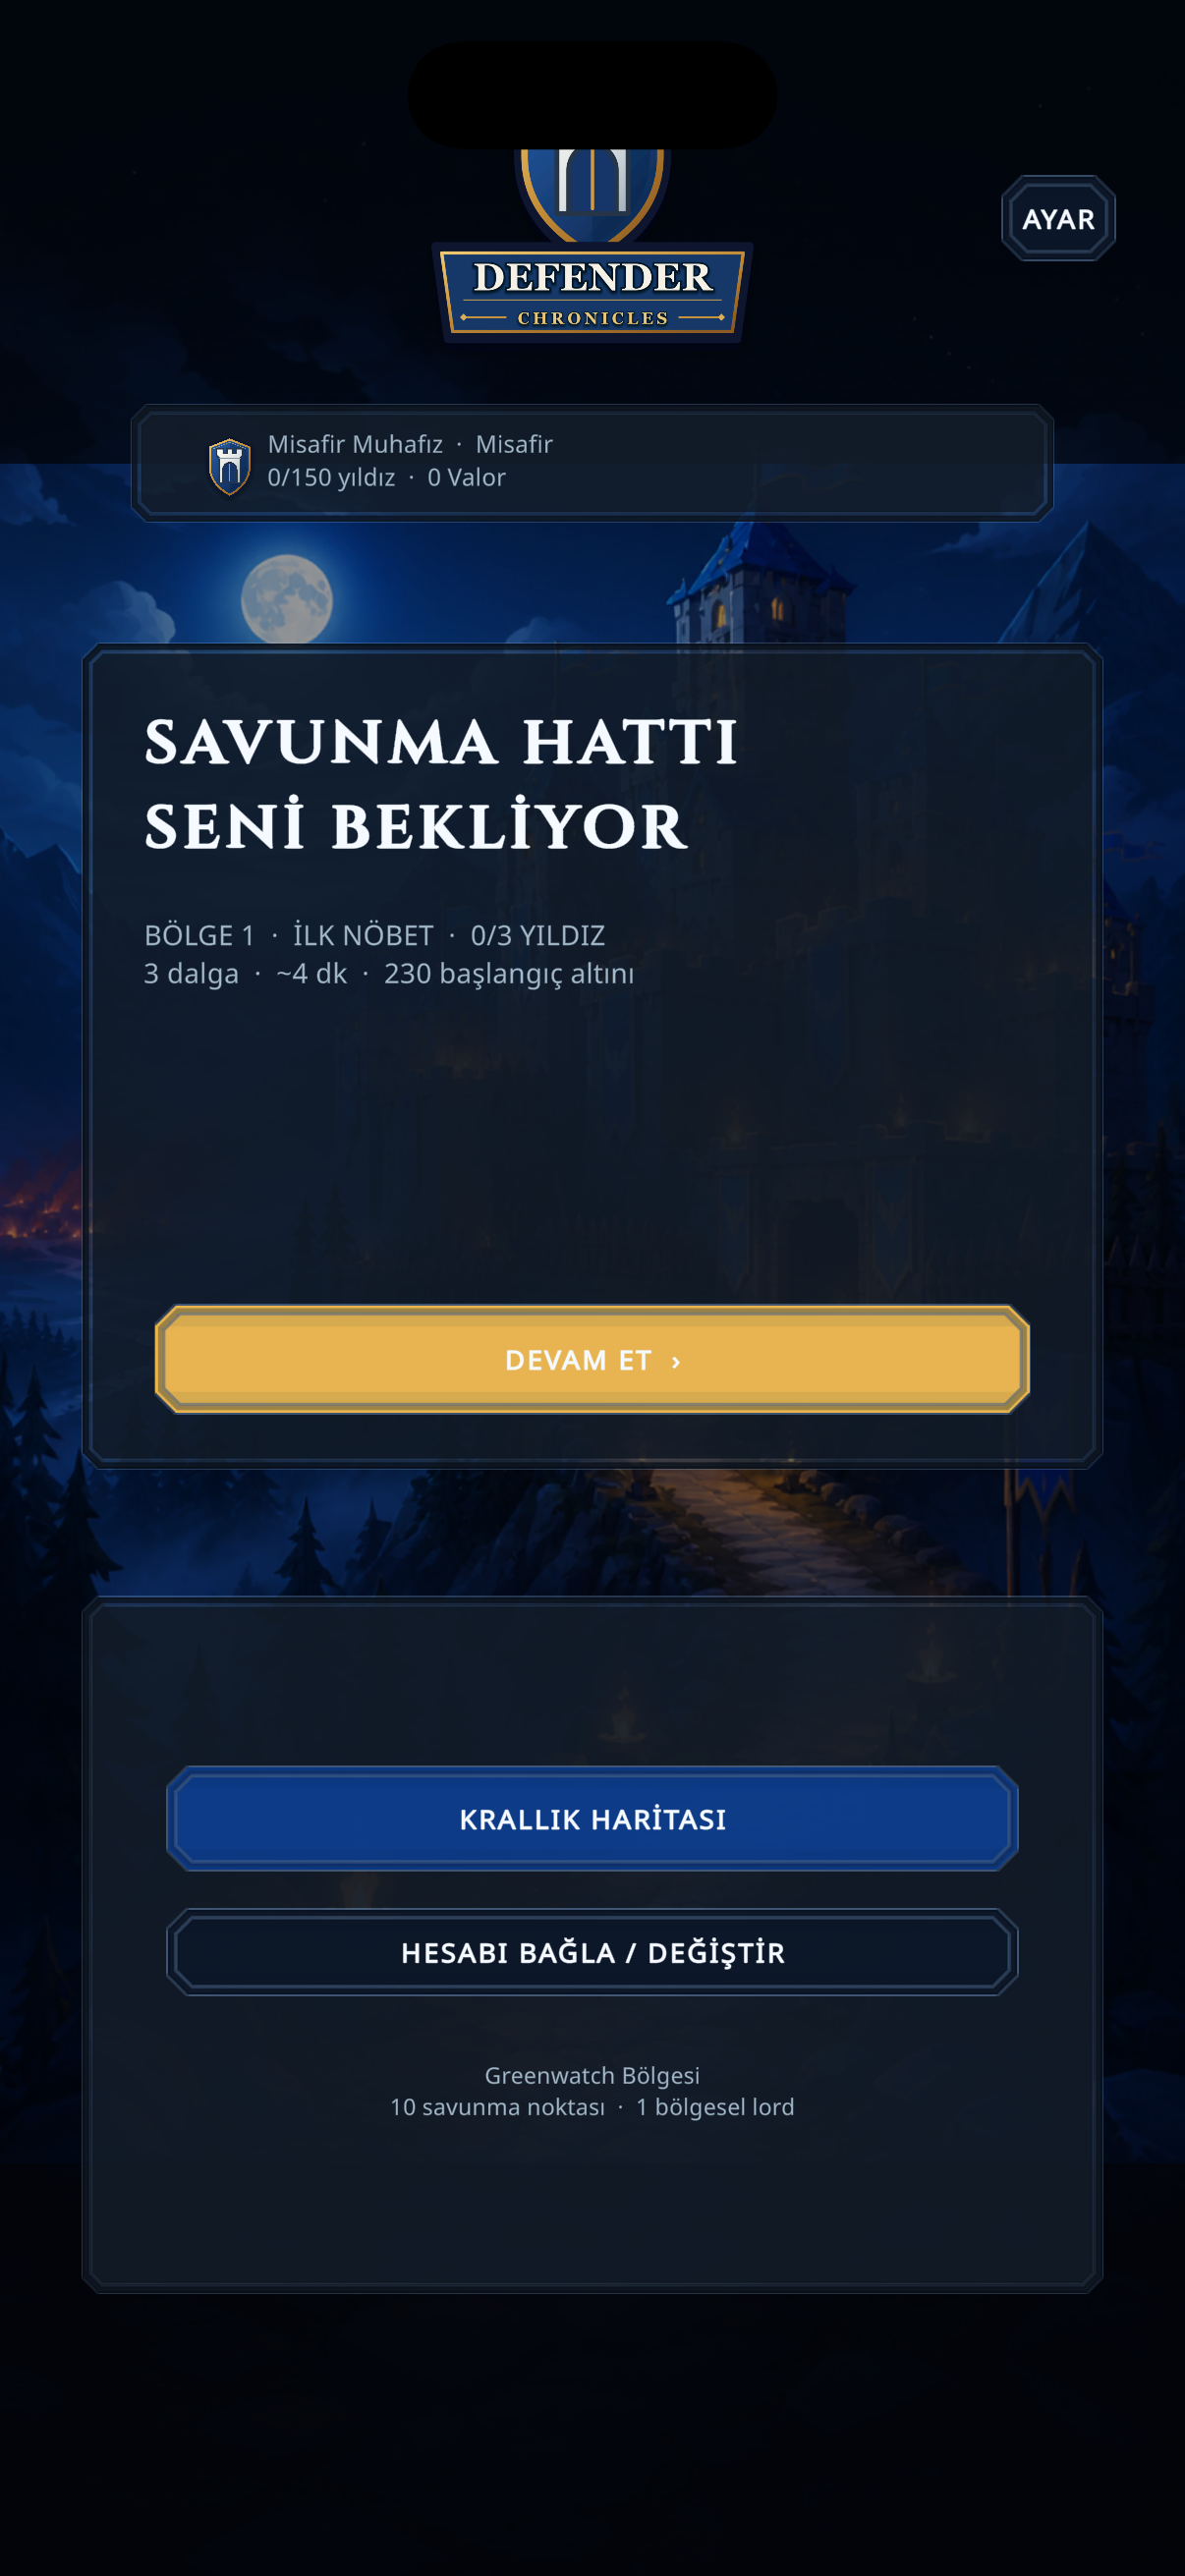 DEFENDER
CHRONICLES
AYAR
Misafir Muhafız · Misafir
0/150 yıldız · 0 Valor
SAVUNMA HATTI
SENİ BEKLİYOR
BÖLGE 1 · İLK NÖBET · 0/3 YILDIZ
3 dalga · ~4 dk · 230 başlangıç altını
DEVAM ET ›
KRALLIK HARİTASI
HESABI BAĞLA / DEĞİŞTİR
Greenwatch Bölgesi
10 savunma noktası · 1 bölgesel lord